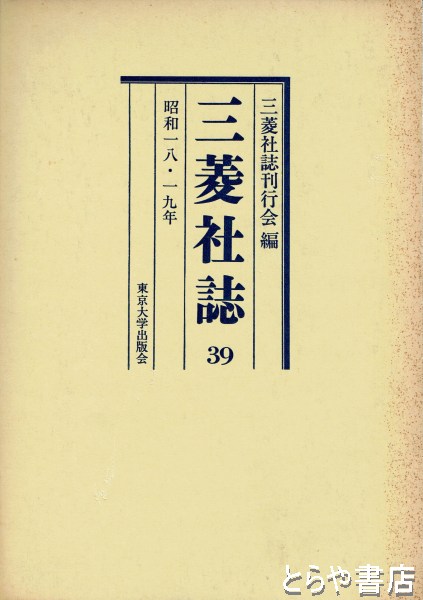 三菱社誌刊行会 編
三菱社誌 39
昭和一八・一九年
東京大学出版会
とらや書店